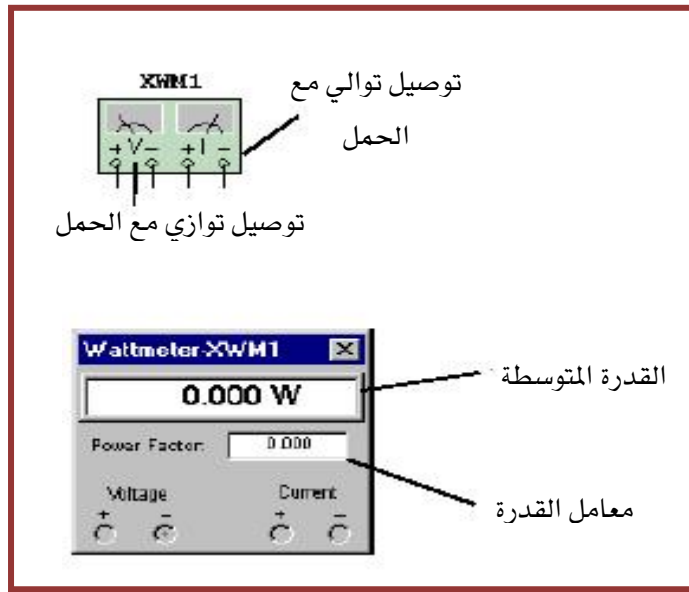 XWM1
توصيل توالي مع
الحمل
+ V - + I -
توصيل توازي مع الحمل
Wattmeter-XWM1
0.000 W
القدرة المتوسطة
Power Factor: 0.000
Voltage Current
+ - + -
معامل القدرة